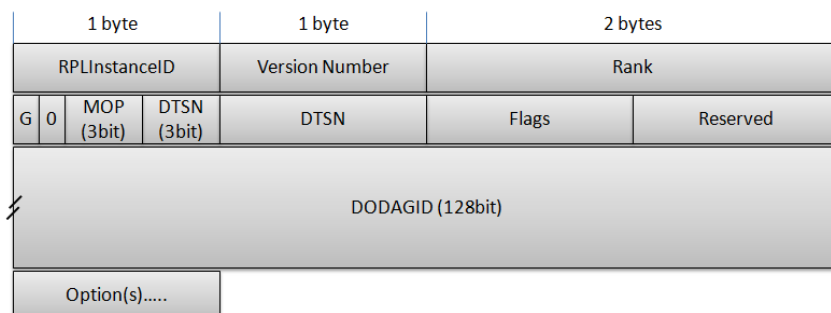 1 byte 1 byte 2 bytes
RPLInstanceID Version Number Rank
G 0 MOP (3bit) DTSN (3bit) DTSN Flags Reserved
DODAGID (128bit)
Option(s).....